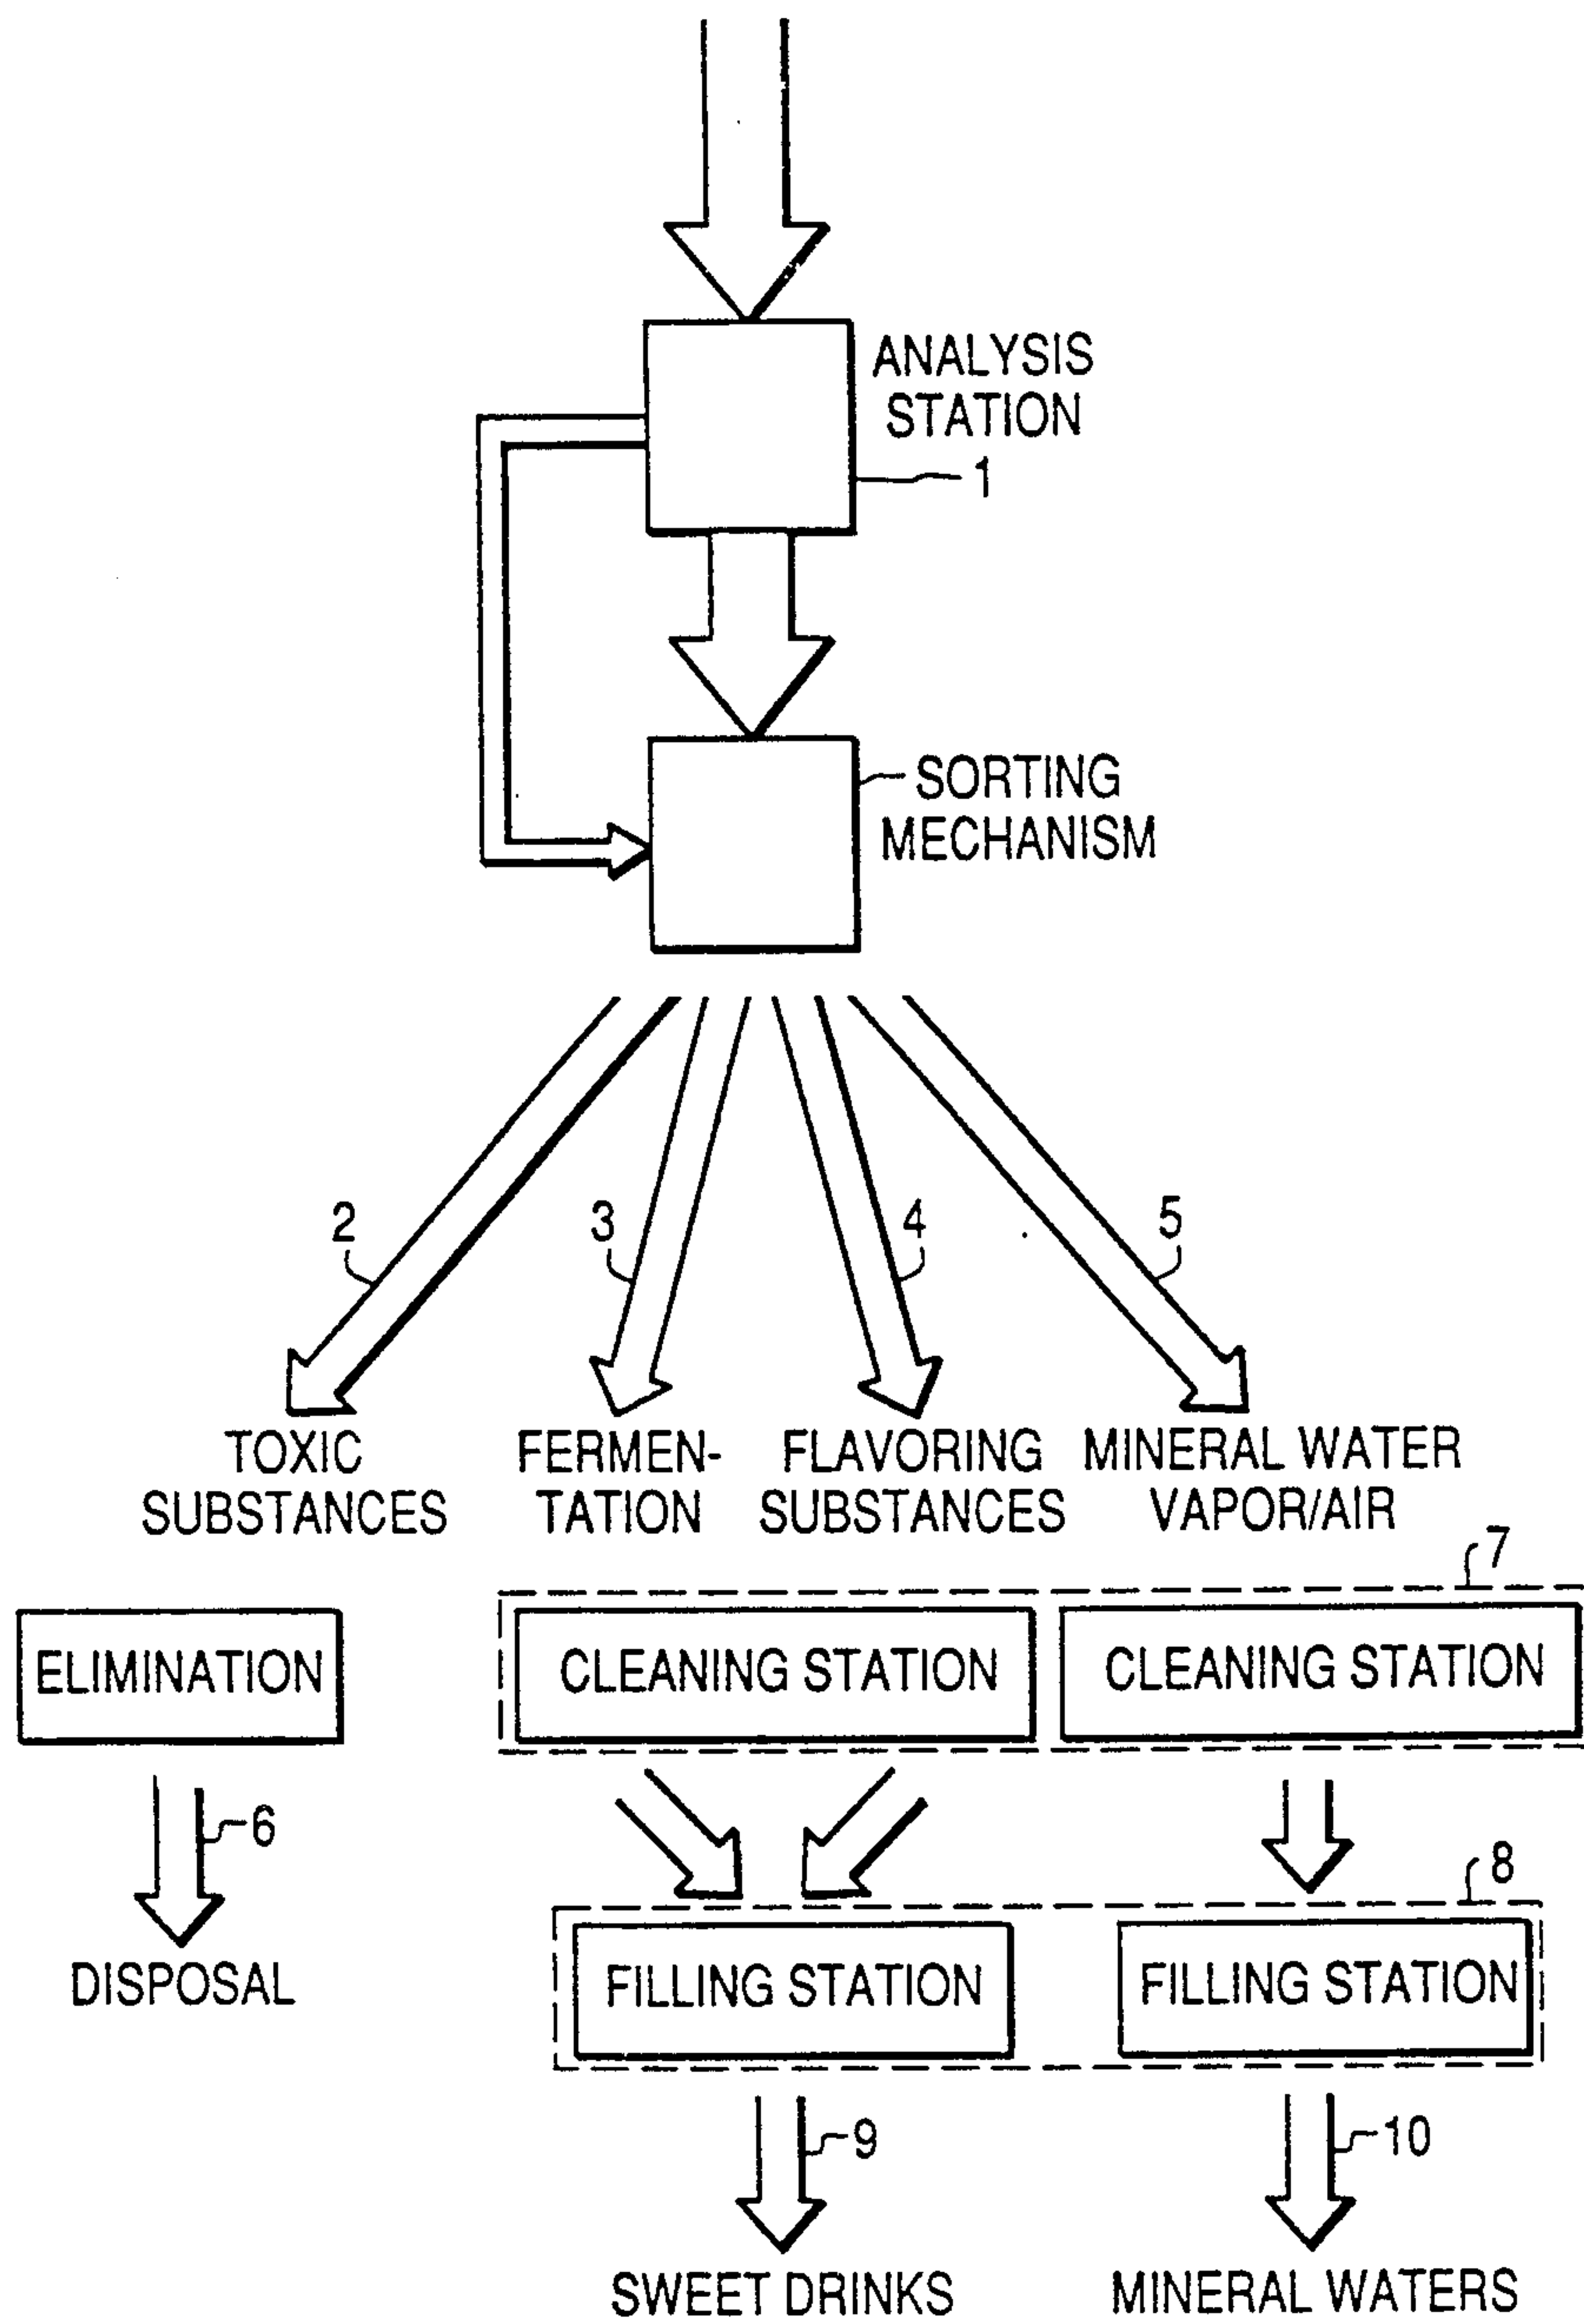 ANALYSIS
STATION
1
SORTING
MECHANISM
2
3
4
5
TOXIC
SUBSTANCES
FERMEN-
TATION
FLAVORING
SUBSTANCES
MINERAL WATER
VAPOR/AIR
7
ELIMINATION
CLEANING STATION
CLEANING STATION
6
8
DISPOSAL
FILLING STATION
FILLING STATION
9
10
SWEET DRINKS
MINERAL WATERS